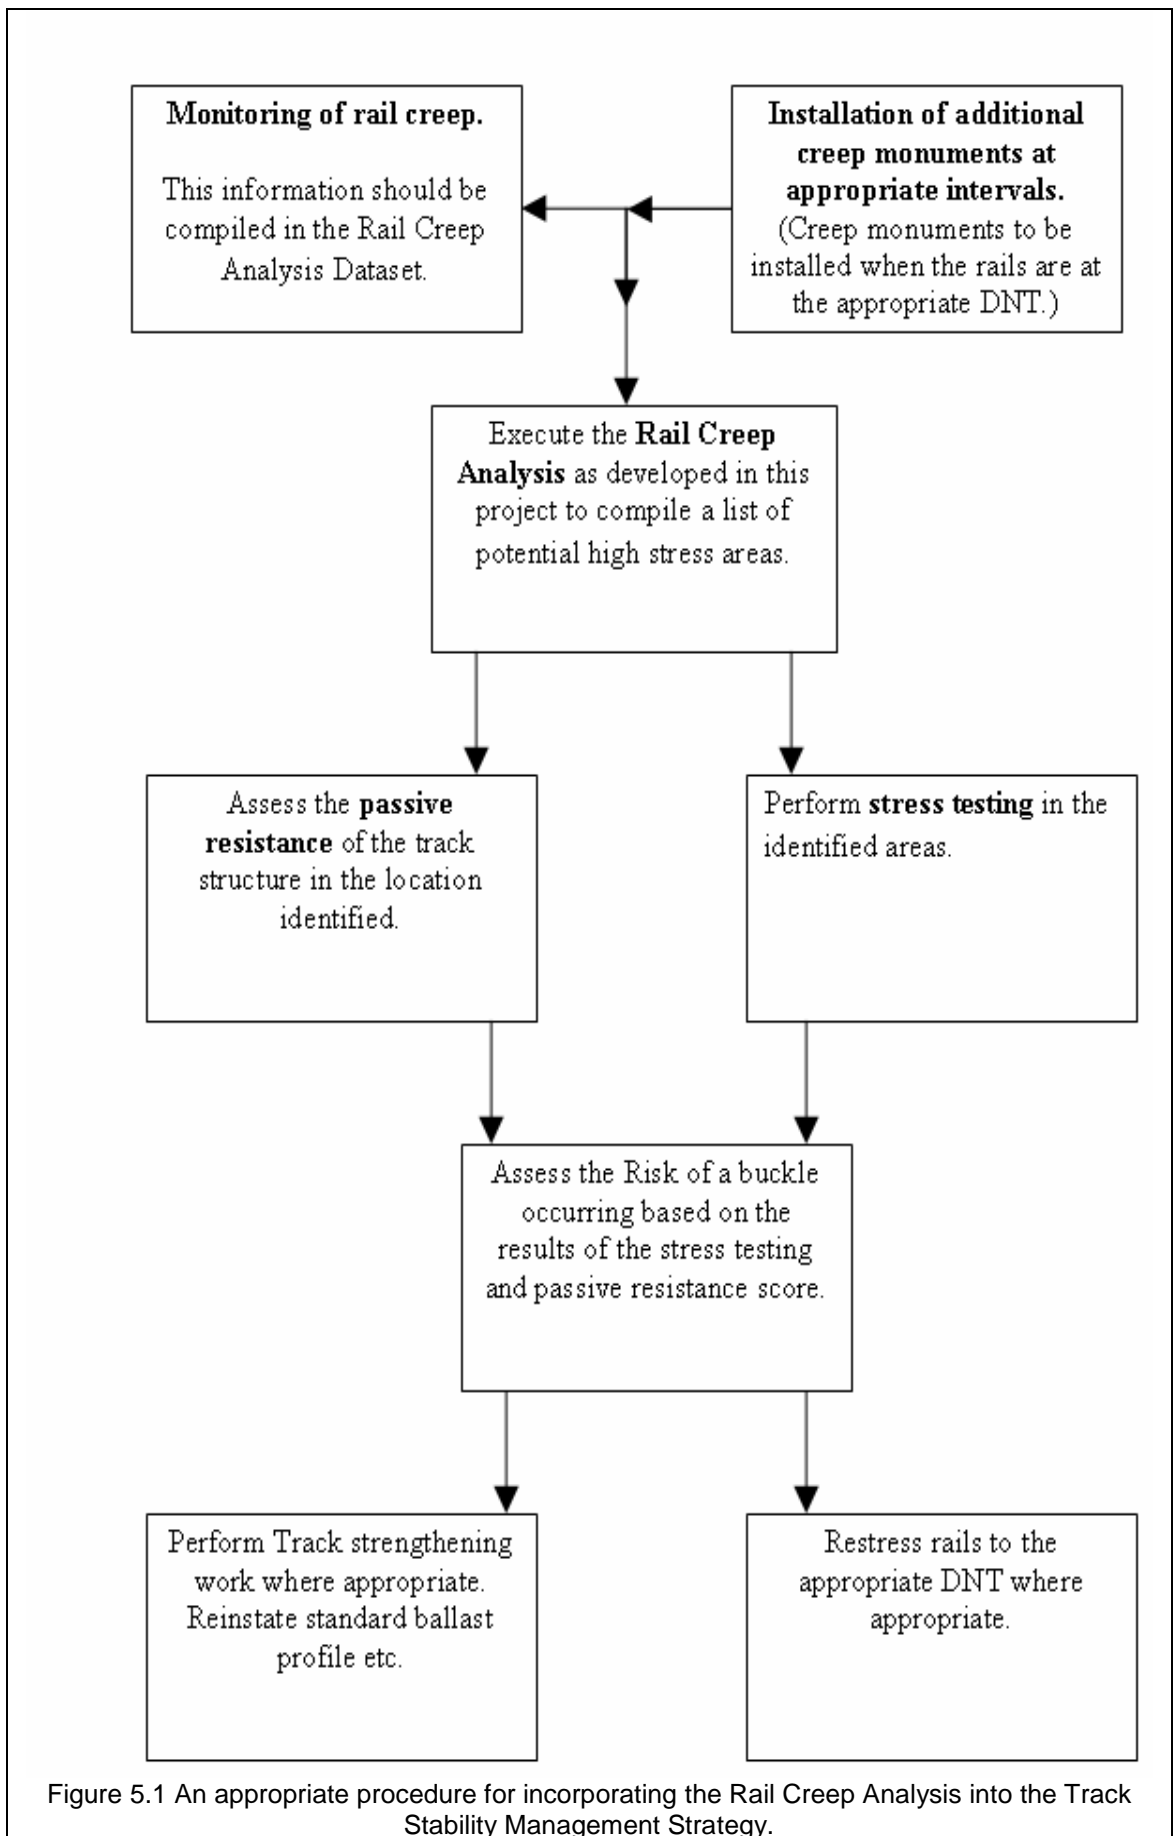 Monitoring of rail creep.
This information should be
compiled in the Rail Creep
Analysis Dataset.
Installation of additional
creep monuments at
appropriate intervals.
(Creep monuments to be
installed when the rails are at
the appropriate DNT.)
Execute the Rail Creep
Analysis as developed in this
project to compile a list of
potential high stress areas.
Assess the passive
resistance of the track
structure in the location
identified.
Perform stress testing in the
identified areas.
Assess the Risk of a buckle
occurring based on the
results of the stress testing
and passive resistance score.
Perform Track strengthening
work where appropriate.
Reinstate standard ballast
profile etc.
Restress rails to the
appropriate DNT where
appropriate.
Figure 5.1 An appropriate procedure for incorporating the Rail Creep Analysis into the Track
Stability Management Strategy.